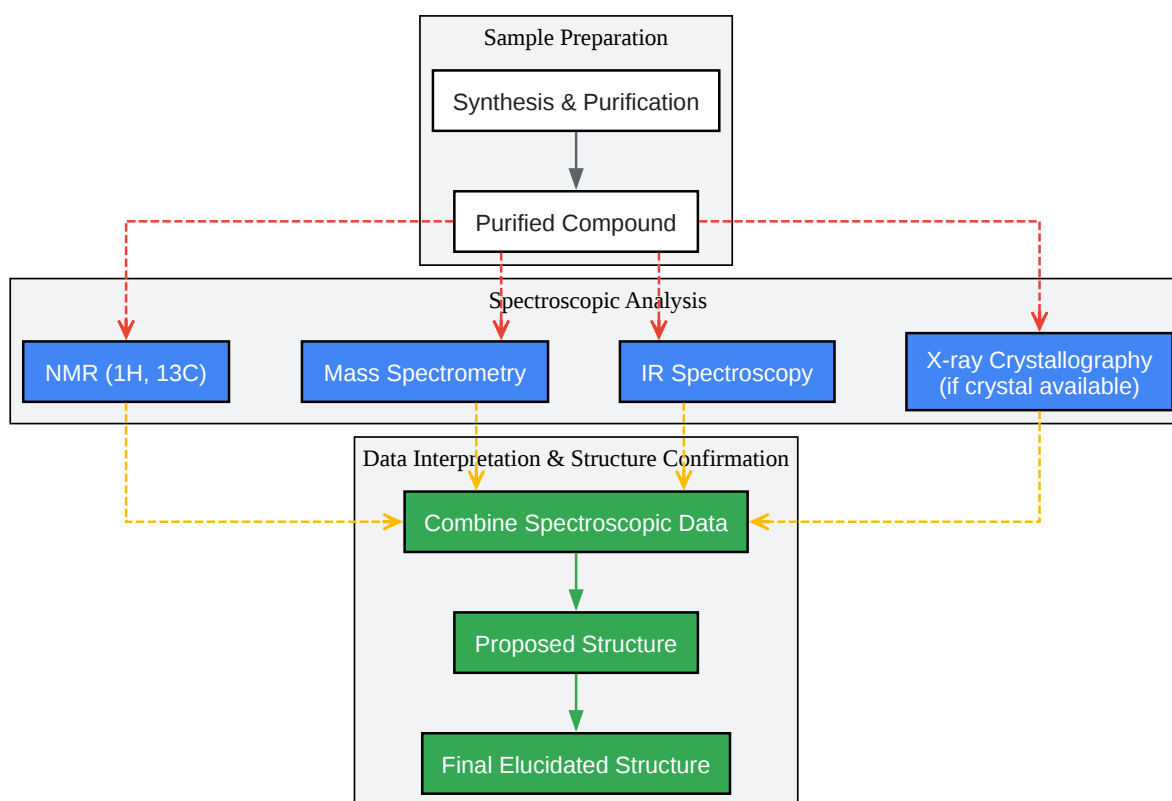 Sample Preparation
Synthesis & Purification
Purified Compound
Spectroscopic Analysis
NMR (1H, 13C)
Mass Spectrometry
IR Spectroscopy
X-ray Crystallography
(if crystal available)
Data Interpretation & Structure Confirmation
Combine Spectroscopic Data
Proposed Structure
Final Elucidated Structure